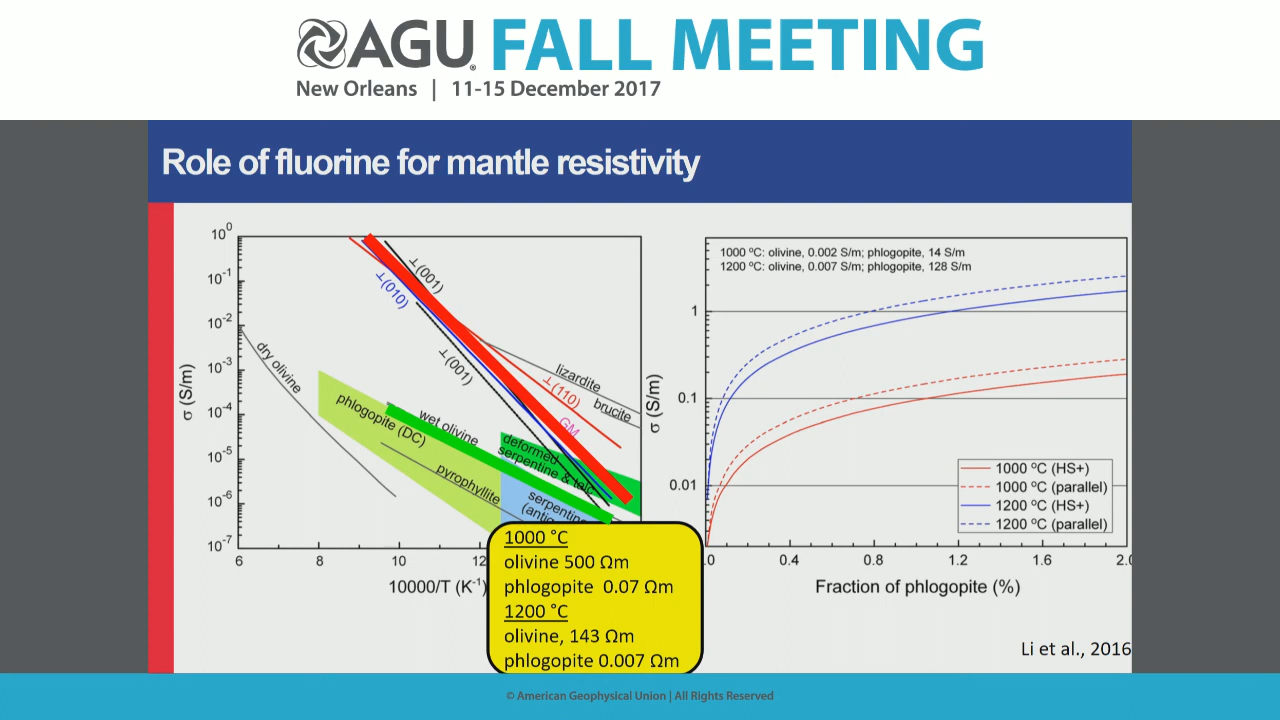 AGU FALL MEETING
New Orleans | 11-15 December 2017
Role of fluorine for mantle resistivity
10⁰
10⁻¹
10⁻²
10⁻³
10⁻⁴
10⁻⁵
10⁻⁶
10⁻⁷
σ (S/m)
6
8
10
12
10000/T (K⁻¹)
⊥(001)
⊥(010)
⊥(001)
dry olivine
phlogopite (DC)
wet olivine
pyrophyllite
lizardite
⊥(110)
brucite
GM
deformed
serpentine & talc
serpentine
(antig
1000 ºC: olivine, 0.002 S/m; phlogopite, 14 S/m
1200 ºC: olivine, 0.007 S/m; phlogopite, 128 S/m
1
0.1
0.01
σ (S/m)
1000 ºC (HS+)
1000 ºC (parallel)
1200 ºC (HS+)
1200 ºC (parallel)
.0
0.4
0.8
1.2
1.6
2.0
Fraction of phlogopite (%)
1000 °C
olivine 500 Ωm
phlogopite 0.07 Ωm
1200 °C
olivine, 143 Ωm
phlogopite 0.007 Ωm
Li et al., 2016
© American Geophysical Union | All Rights Reserved